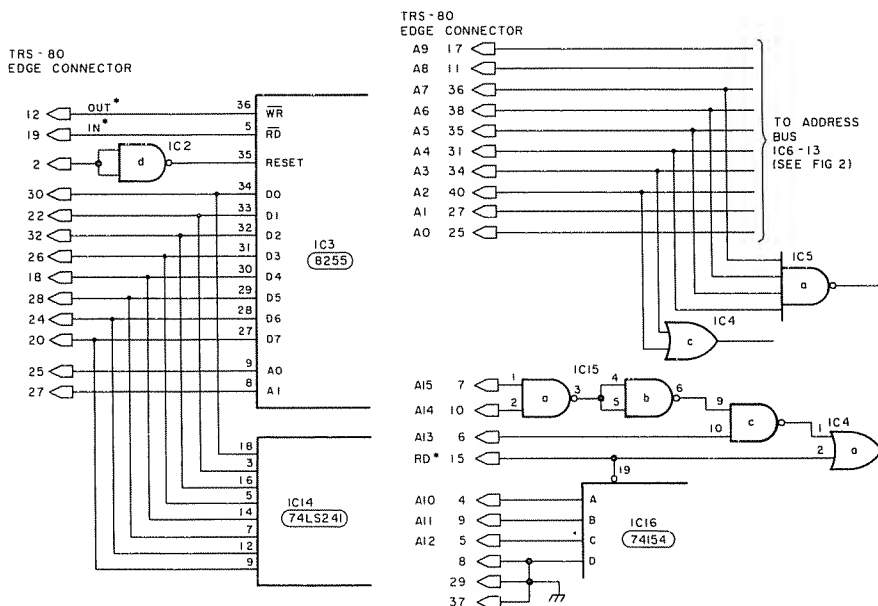 TRS-80
EDGE CONNECTOR
12 OUT* 36 WR
19 IN* 5 RD
2 d IC2 35 RESET
30 34 D0
22 33 D1
32 32 D2
26 31 D3
18 30 D4
28 29 D5
24 28 D6
20 27 D7
25 9 A0
27 8 A1
IC3
8255
18
3
16
5
14
7
12
9
IC14
74LS241
TRS-80
EDGE CONNECTOR
A9 17
A8 11
A7 36
A6 38
A5 35
A4 31
A3 34
A2 40
A1 27
A0 25
TO ADDRESS
BUS
IC6-13
(SEE FIG 2)
IC5
a
IC4
c
A15 7 1
A14 10 2
a 3
IC15
4
5
b 6
A13 6
9
10
c
IC4
1
2
a
RD* 15
19
A10 4 A
A11 9 B
A12 5 C
8 D
29
37
IC16
74154